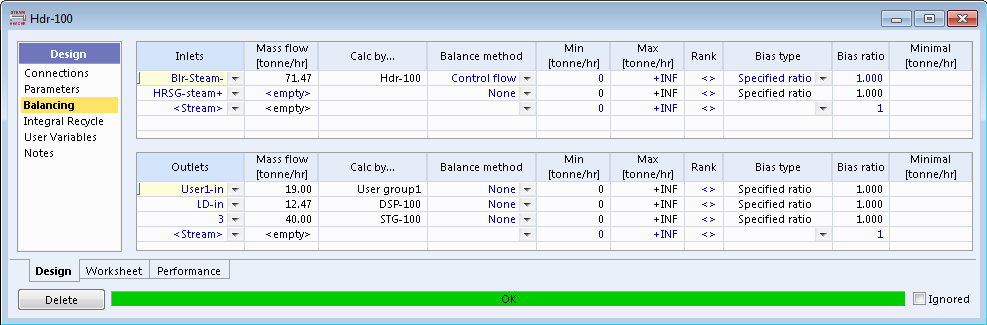 STEAM
HEADER
Hdr-100
Design
Connections
Parameters
Balancing
Integral Recycle
User Variables
Notes
Inlets Mass flow [tonne/hr] Calc by... Balance method Min [tonne/hr] Max [tonne/hr] Rank Bias type Bias ratio Minimal [tonne/hr]
Blr-Steam- 71.47 Hdr-100 Control flow 0 +INF <> Specified ratio 1.000
HRSG-steam+ <empty> None 0 +INF <> Specified ratio 1.000
<Stream> <empty> 0 +INF <> 1
Outlets Mass flow [tonne/hr] Calc by... Balance method Min [tonne/hr] Max [tonne/hr] Rank Bias type Bias ratio Minimal [tonne/hr]
User1-in 19.00 User group1 None 0 +INF <> Specified ratio 1.000
LD-in 12.47 DSP-100 None 0 +INF <> Specified ratio 1.000
3 40.00 STG-100 None 0 +INF <> Specified ratio 1.000
<Stream> <empty> 0 +INF <> 1
Design Worksheet Performance
Delete OK Ignored